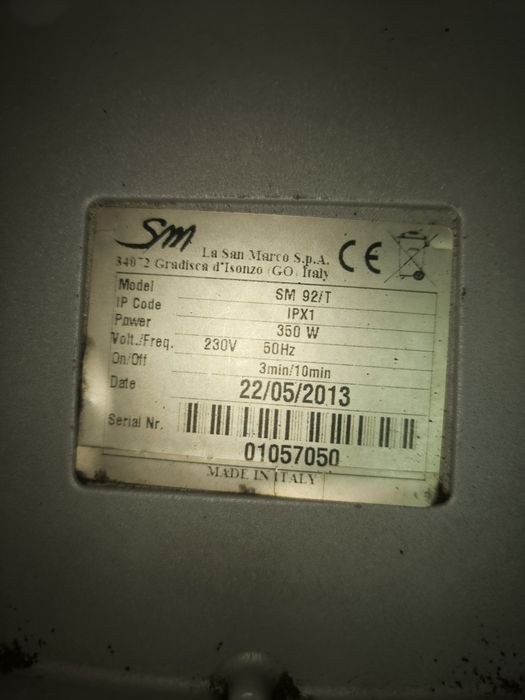 SM
La San Marco S.p.A.
34072 Gradisca d'Isonzo (GO) Italy
CE
Model SM 92/T
IP Code IPX1
Power 350 W
Volt./Freq. 230V 50Hz
On/Off 3min/10min
Date 22/05/2013
Serial Nr.
01057050
MADE IN ITALY